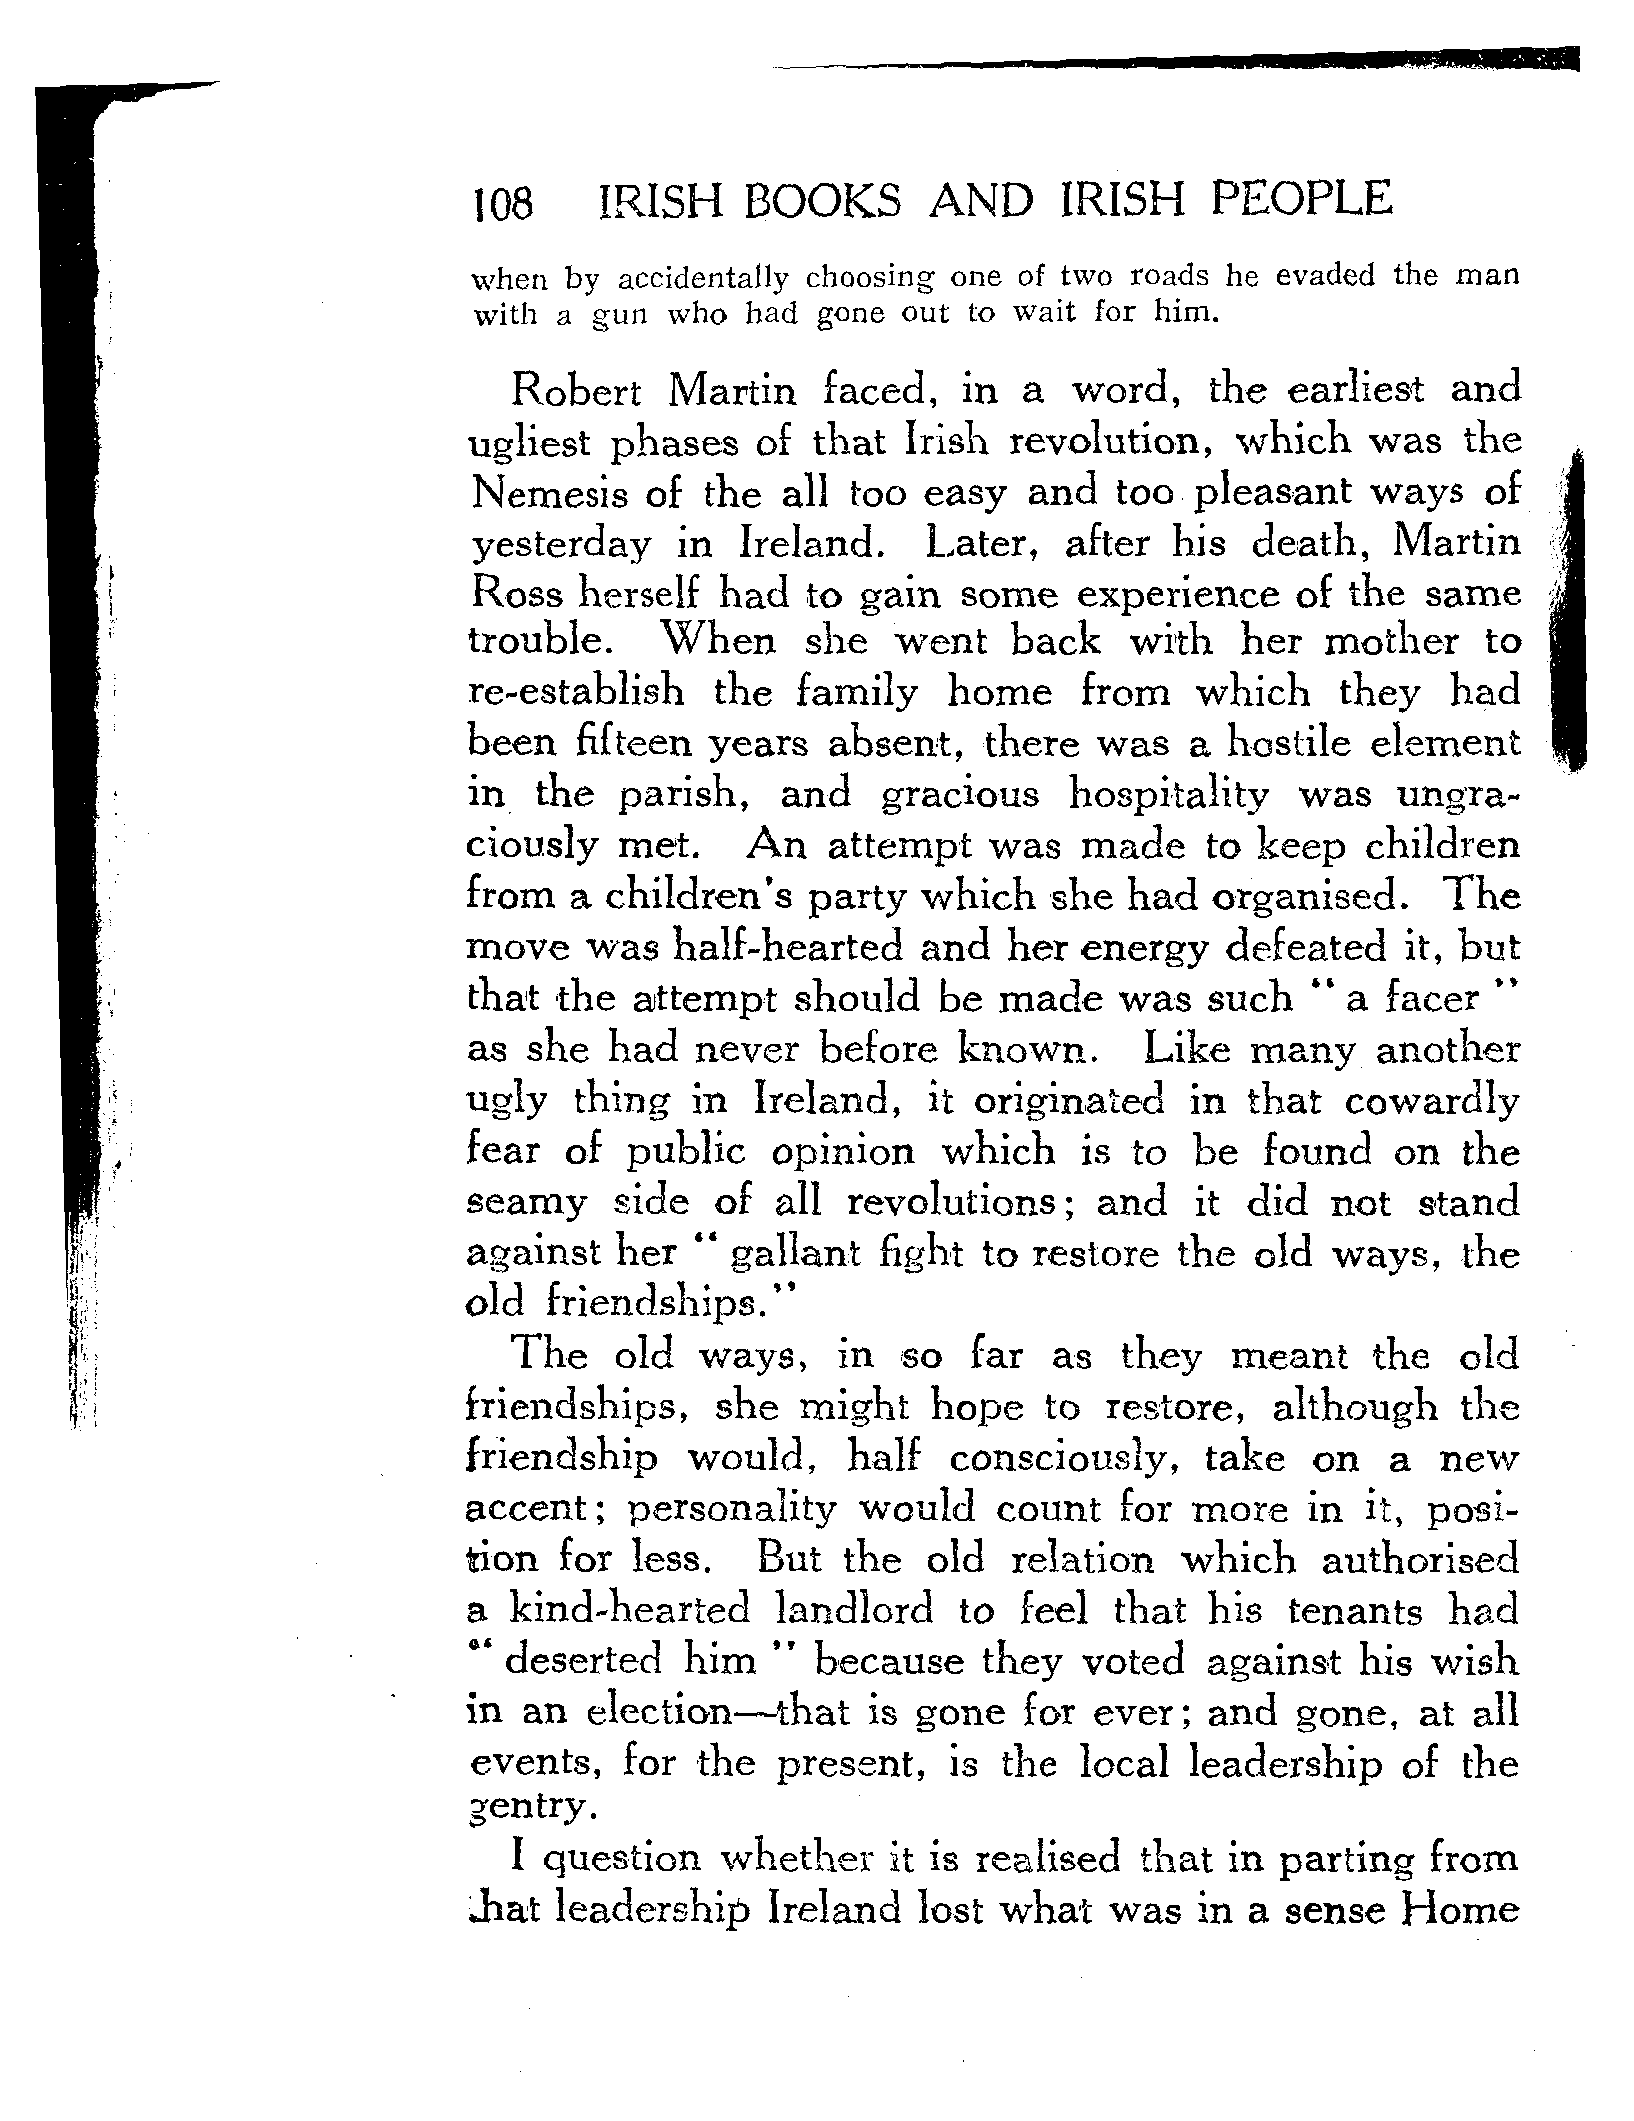 108 IRISH BOOKS AND IRISH PEOPLE
when by accidentally choosing one of two roads he evaded the man
with a gun who had gone out to wait for him.
Robert Martin faced, in a word, the earliest and
ugliest phases of that Irish revolution, which was the
Nemesis of the all too easy and too pleasant ways of
yesterday in Ireland. Later, after his death, Martin
Ross herself had to gain some experience of the same
trouble. When she went back with her mother to
re-establish the family home from which they had
been fifteen years absent, there was a hostile element
in the parish, and gracious hospitality was ungra-
ciously met. An attempt was made to keep children
from a children's party which she had organised. The
move was half-hearted and her energy defeated it, but
that the attempt should be made was such “ a facer ”
as she had never before known. Like many another
ugly thing in Ireland, it originated in that cowardly
fear of public opinion which is to be found on the
seamy side of all revolutions; and it did not stand
against her “ gallant fight to restore the old ways, the
old friendships.”
The old ways, in so far as they meant the old
friendships, she might hope to restore, although the
friendship would, half consciously, take on a new
accent; personality would count for more in it, posi-
tion for less. But the old relation which authorised
a kind-hearted landlord to feel that his tenants had
“ deserted him ” because they voted against his wish
in an election—that is gone for ever; and gone, at all
events, for the present, is the local leadership of the
gentry.
I question whether it is realised that in parting from
that leadership Ireland lost what was in a sense Home